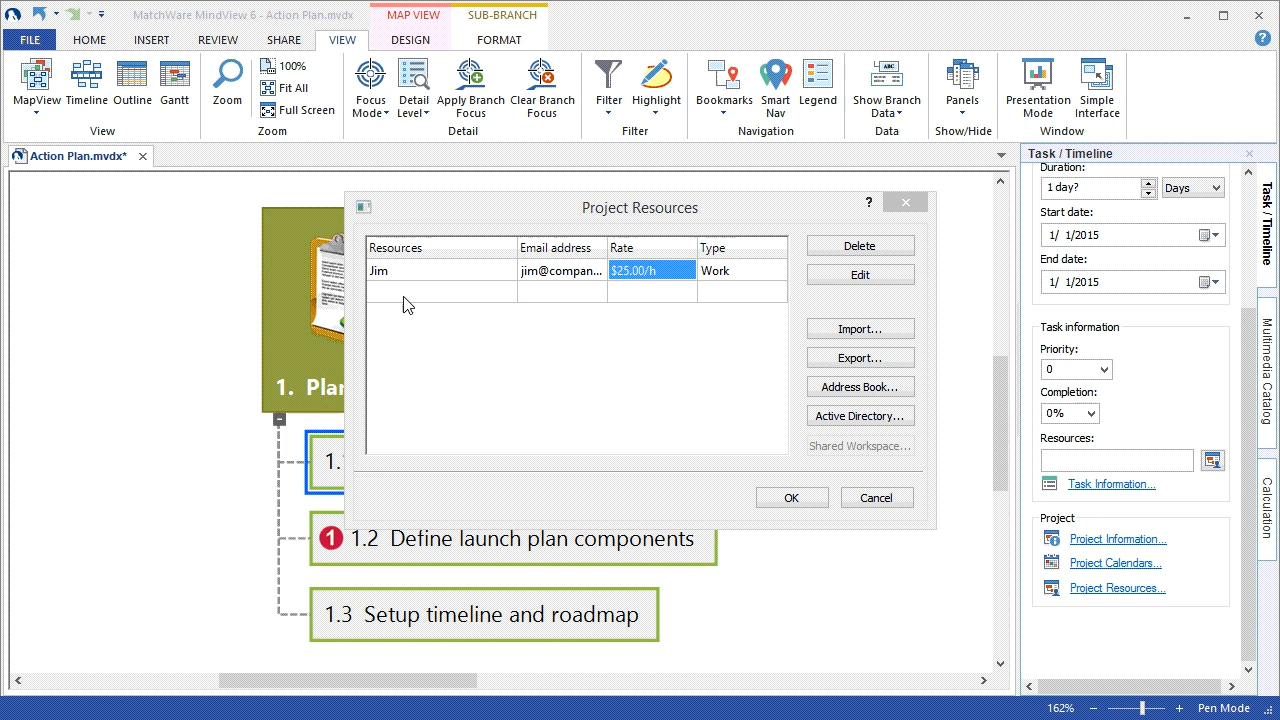 MatchWare MindView 6 - Action Plan.mvdx
MAP VIEW
SUB-BRANCH
FILE
HOME
INSERT
REVIEW
SHARE
VIEW
DESIGN
FORMAT
MapView
Timeline
Outline
Gantt
View
Zoom
100%
Fit All
Full Screen
Zoom
Focus Mode
Detail Level
Apply Branch Focus
Clear Branch Focus
Detail
Filter
Highlight
Filter
Bookmarks
Smart Nav
Legend
Navigation
Show Branch Data
Data
Panels
Show/Hide
Presentation Mode
Simple Interface
Window
Action Plan.mvdx*
1. Plan
1.
1 1.2 Define launch plan components
1.3 Setup timeline and roadmap
Project Resources
?
Resources Email address Rate Type
Jim jim@compan... $25.00/h Work
Delete
Edit
Import...
Export...
Address Book...
Active Directory...
Shared Workspace...
OK
Cancel
Task / Timeline
Duration:
1 day? Days
Start date:
1/ 1/2015
End date:
1/ 1/2015
Task information
Priority:
0
Completion:
0%
Resources:
Task Information...
Project
Project Information...
Project Calendars...
Project Resources...
Task / Timeline
Multimedia Catalog
Calculation
162%
Pen Mode